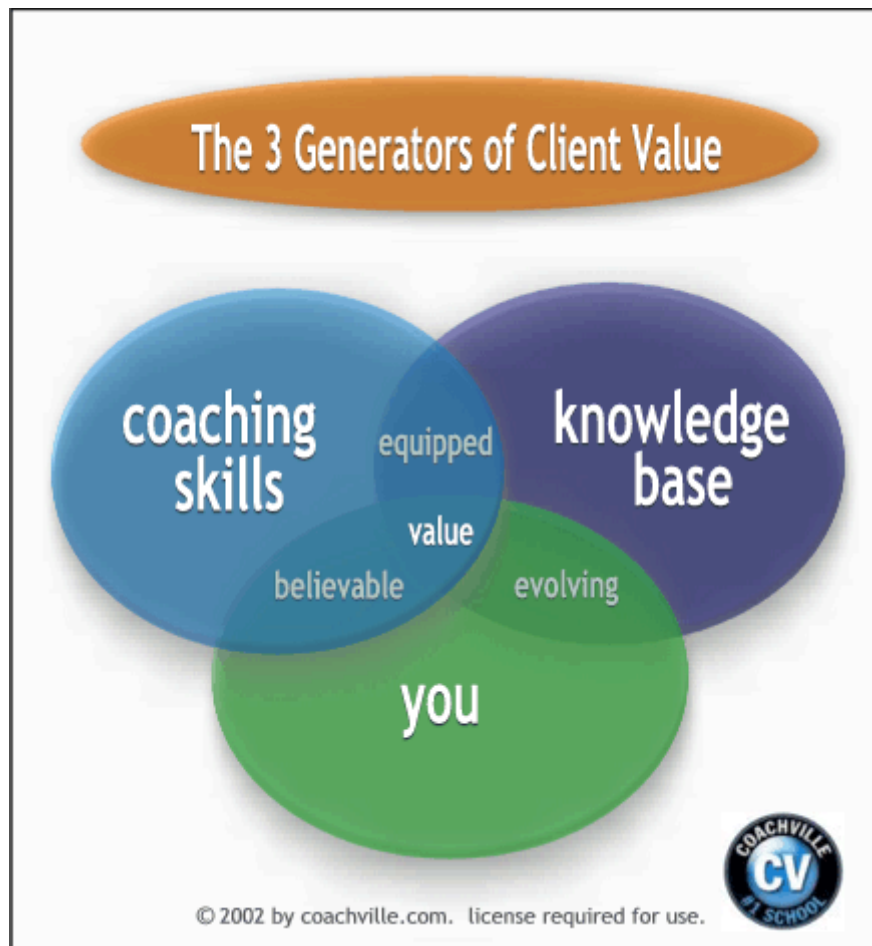 The 3 Generators of Client Value
coaching
skills
knowledge
base
equipped
value
believable
evolving
you
COACHVILLE
CV
#1 SCHOOL
© 2002 by coachville.com. license required for use.